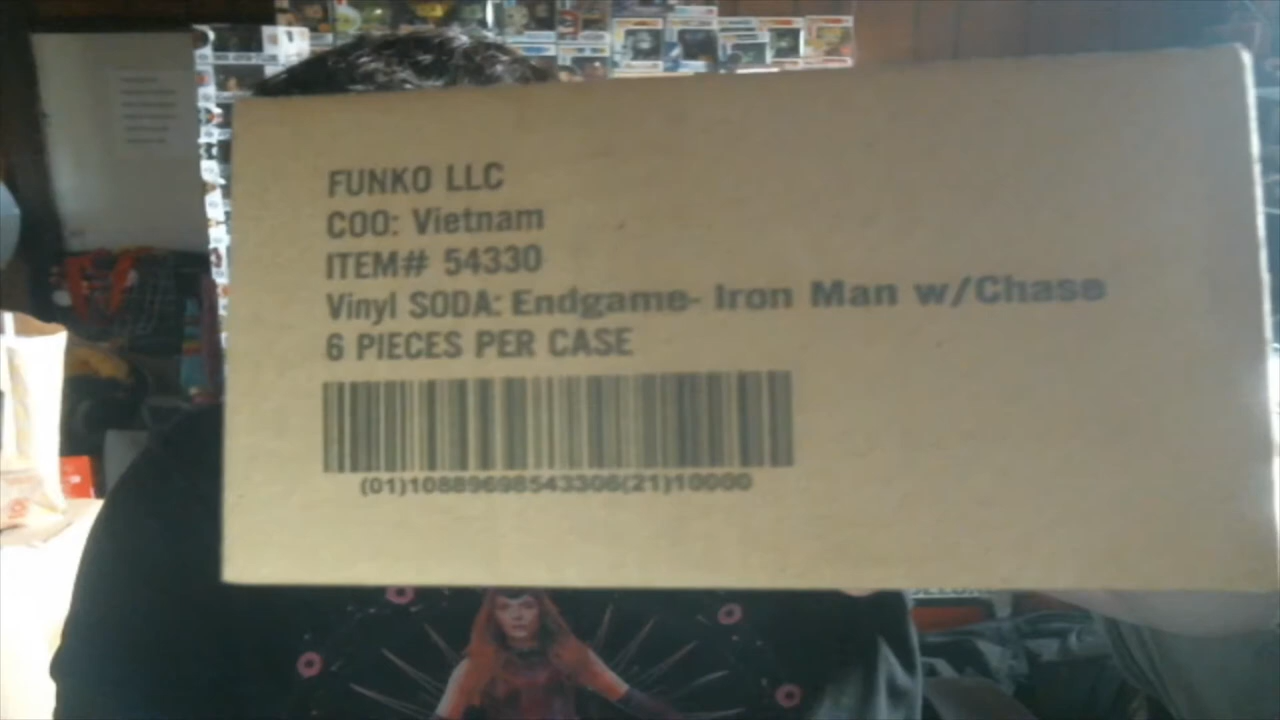 FUNKO LLC
COO: Vietnam
ITEM# 54330
Vinyl SODA: Endgame- Iron Man w/Chase
6 PIECES PER CASE
(01)10889698543306(21)10000